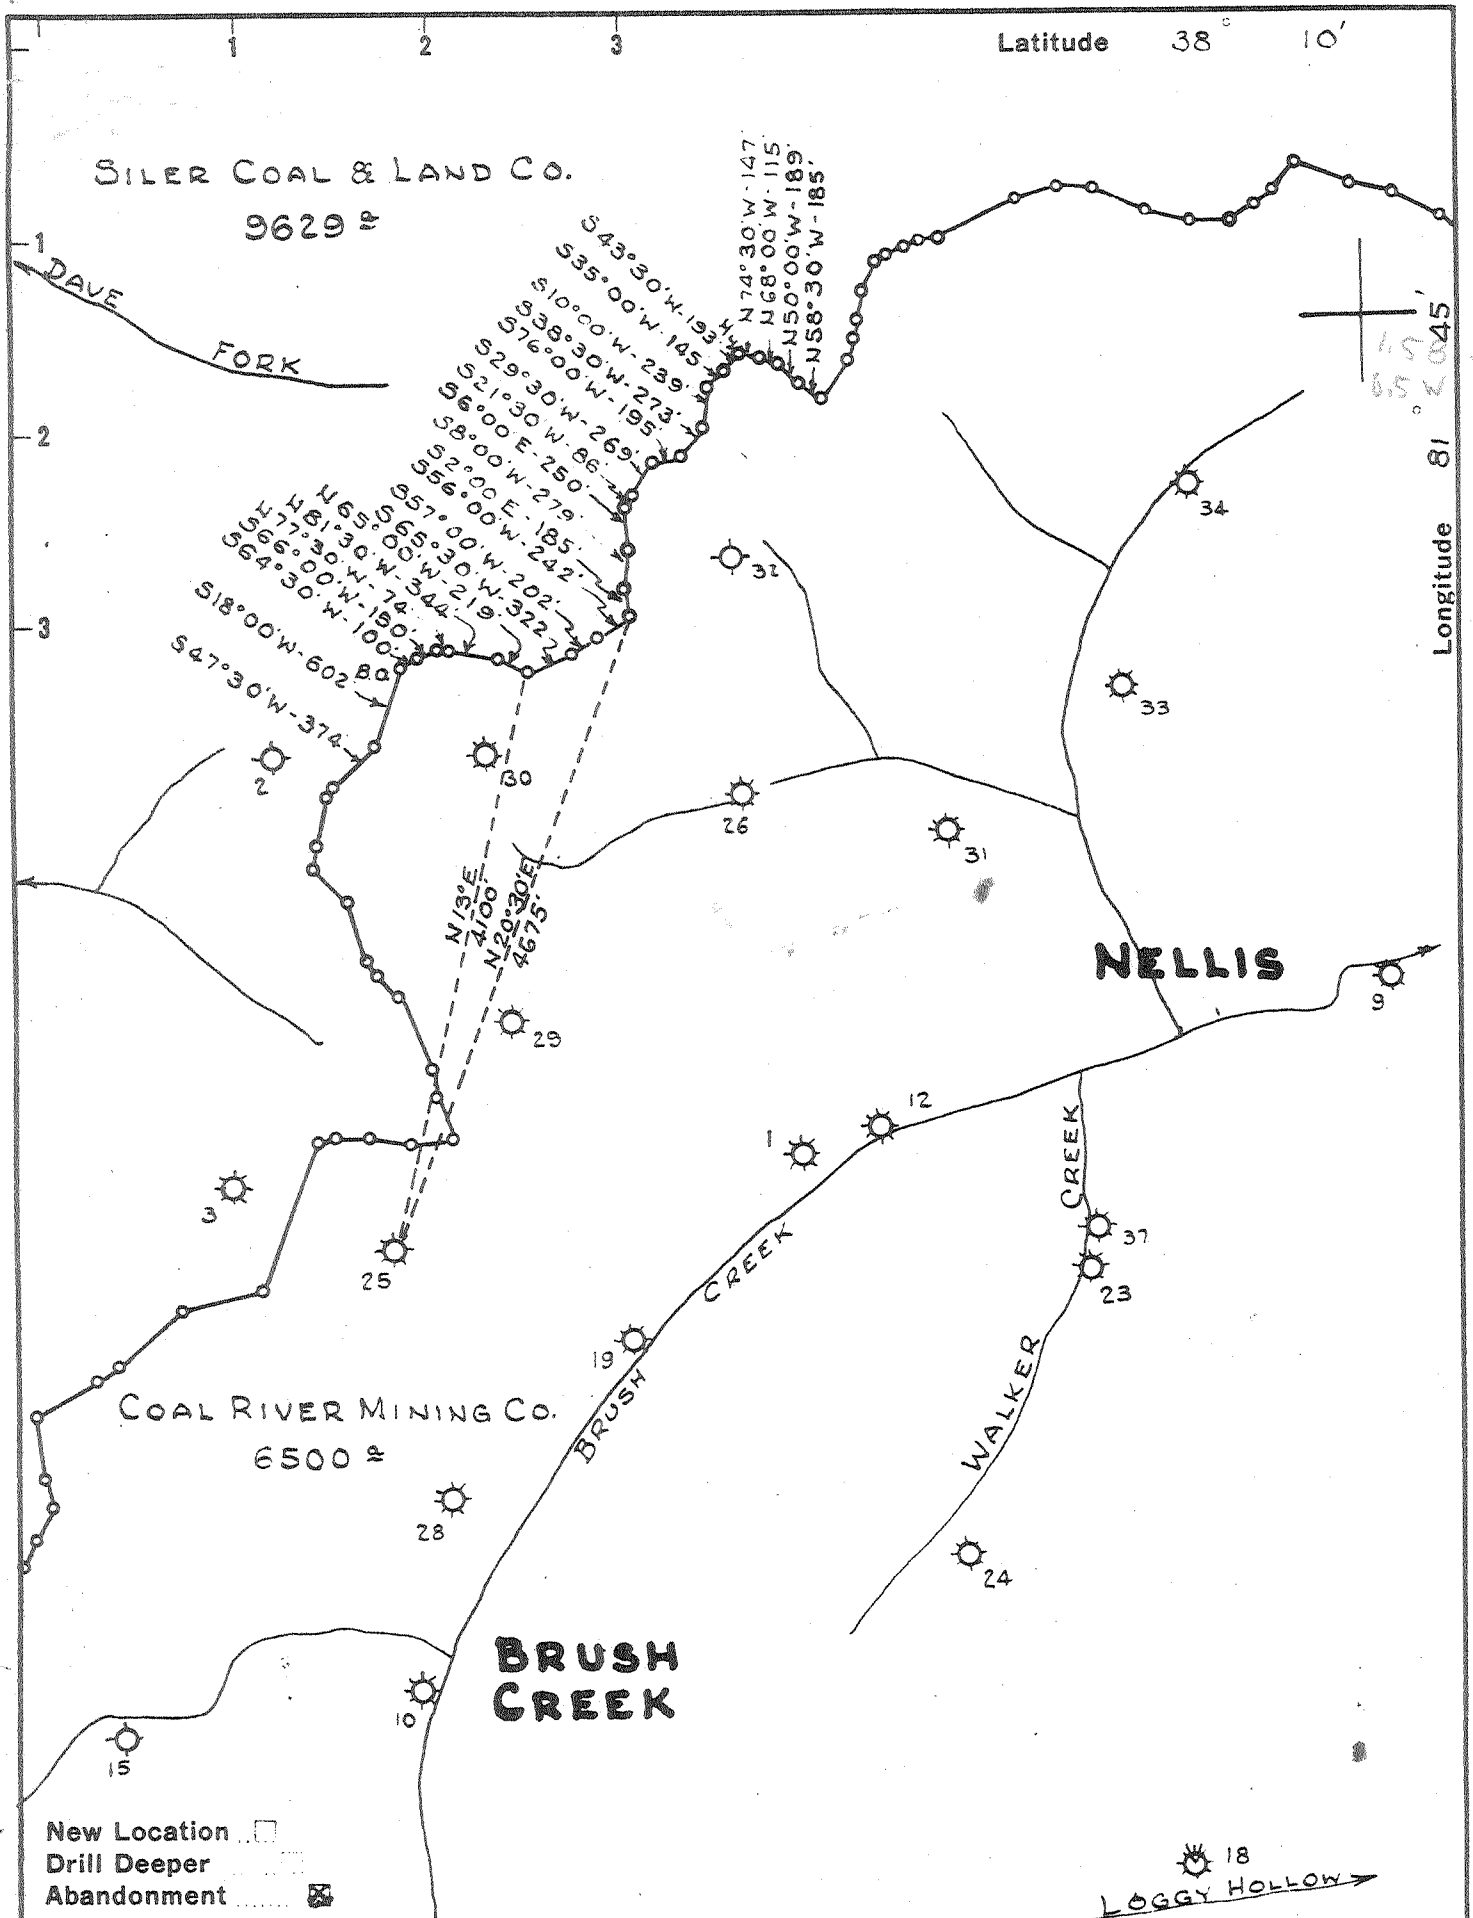 1 2 3
Latitude 38° 10'
SILER COAL & LAND CO.
9629 a
1
2
3
Longitude 81° 45'
DAVE FORK
N74°30'W-147
N68°00'W-115'
N50°00'W-189'
N58°30'W-185'
S43°30'W-193'
S35°00'W-145'
S10°00'W-239'
S38°30'W-273'
S76°00'W-195'
S29°30'W-269'
S21°30'W-86'
S6°00'E-250'
S8°00'W-279'
S2°00'E-185'
S56°00'W-242'
S57°00'W-202'
S65°30'W-322'
N65°00'W-219'
N81°30'W-344'
N77°30'W-74'
S66°00'W-180'
S64°30'W-100'
B.O.
S18°00'W-602
S47°30'W-374
34
32
33
2
30
26
31
N13°E
4100'
N20°30'E
4675'
NELLIS
9
29
12
1
CREEK
3
37
25
23
CREEK
19
BRUSH
WALKER
COAL RIVER MINING CO.
6500 a
28
24
BRUSH
CREEK
10
15
New Location
Drill Deeper
Abandonment
18
LOGGY HOLLOW